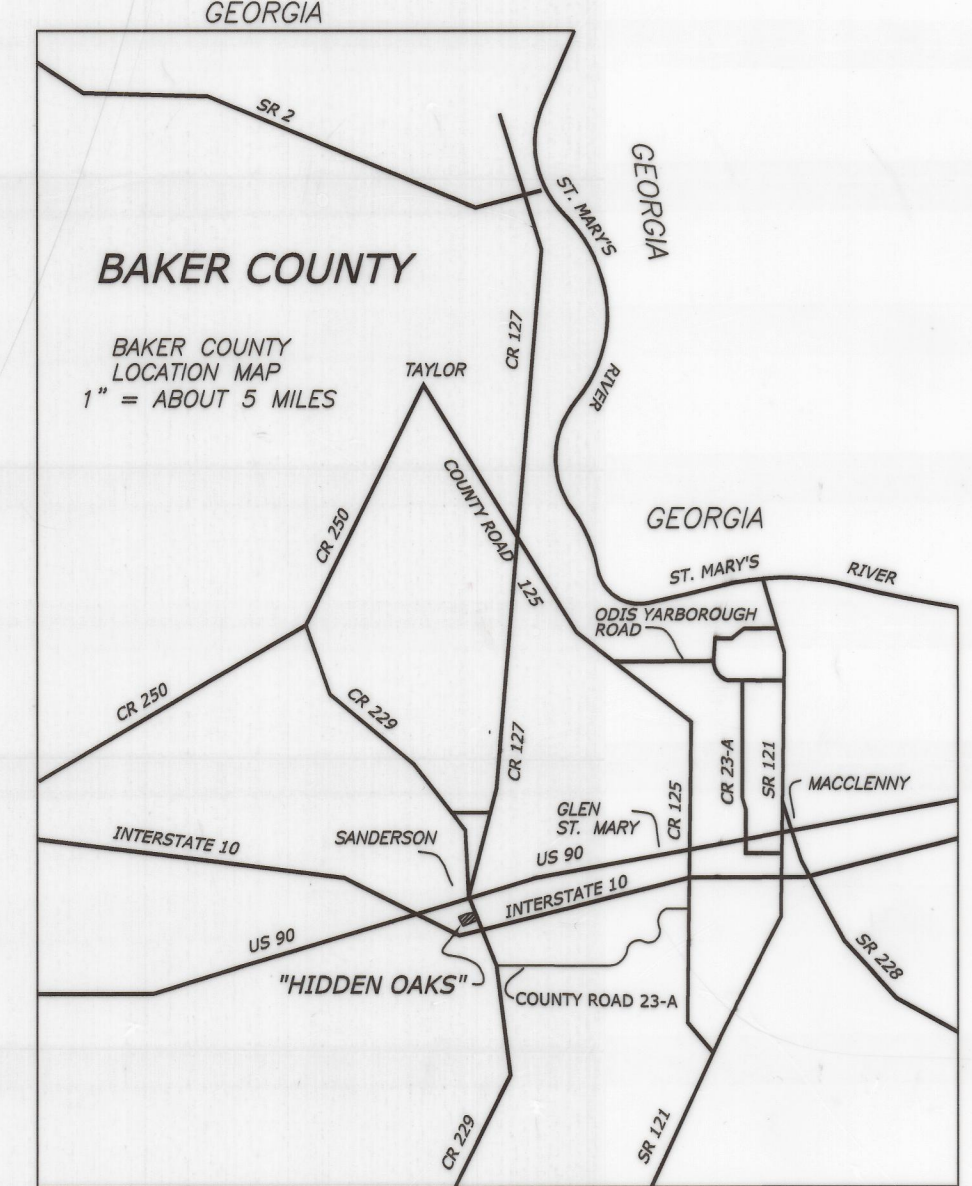 GEORGIA
SR 2
GEORGIA
ST. MARY'S
BAKER COUNTY
CR 127
BAKER COUNTY
LOCATION MAP
1" = ABOUT 5 MILES
TAYLOR
RIVER
COUNTY ROAD
CR 250
GEORGIA
ST. MARY'S
RIVER
125
ODIS YARBOROUGH
ROAD
CR 250
CR 229
CR 127
CR 23-A
SR 121
MACCLENNY
CR 125
GLEN
ST. MARY
INTERSTATE 10
SANDERSON
US 90
INTERSTATE 10
US 90
SR 228
"HIDDEN OAKS"
COUNTY ROAD 23-A
CR 229
SR 121